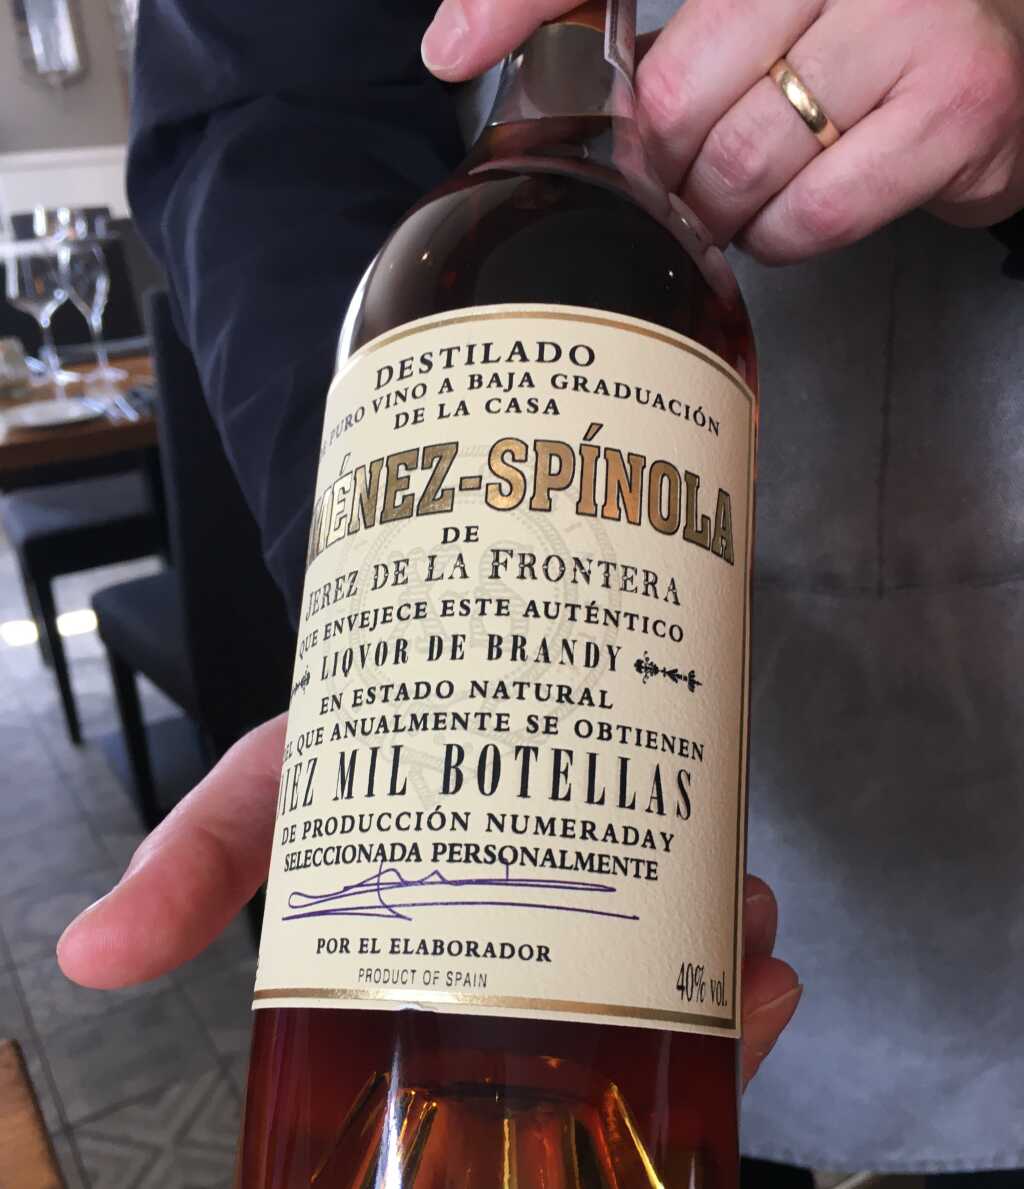 DESTILADO
PURO VINO A BAJA GRADUACIÓN
DE LA CASA
MÉNEZ-SPÍNOLA
DE
JEREZ DE LA FRONTERA
QUE ENVEJECE ESTE AUTÉNTICO
LIQVOR DE BRANDY
EN ESTADO NATURAL
QUE ANUALMENTE SE OBTIENEN
IEZ MIL BOTELLAS
DE PRODUCCIÓN NUMERADAY
SELECCIONADA PERSONALMENTE
POR EL ELABORADOR
PRODUCT OF SPAIN
40% vol.